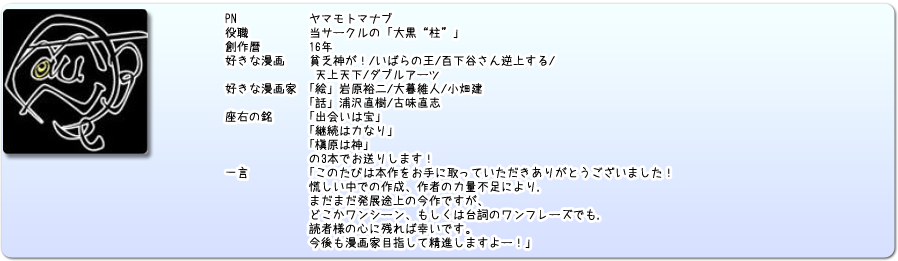 PN ヤマモトマナブ
役職 当サークルの「大黒“柱”」
創作暦 16年
好きな漫画 貧乏神が！/いばらの王/百下谷さん逆上する/
天上天下/ダブルアーツ
好きな漫画家 「絵」岩原裕二/大暮維人/小畑建
「話」浦沢直樹/古味直志
座右の銘 「出会いは宝」
「継続は力なり」
「槇原は神」
の3本でお送りします！
一言 「このたびは本作をお手に取っていただきありがとうございました！
慌しい中での作成、作者の力量不足により、
まだまだ発展途上の今作ですが、
どこかワンシーン、もしくは台詞のワンフレーズでも、
読者様の心に残れば幸いです。
今後も漫画家目指して精進しますよー！」